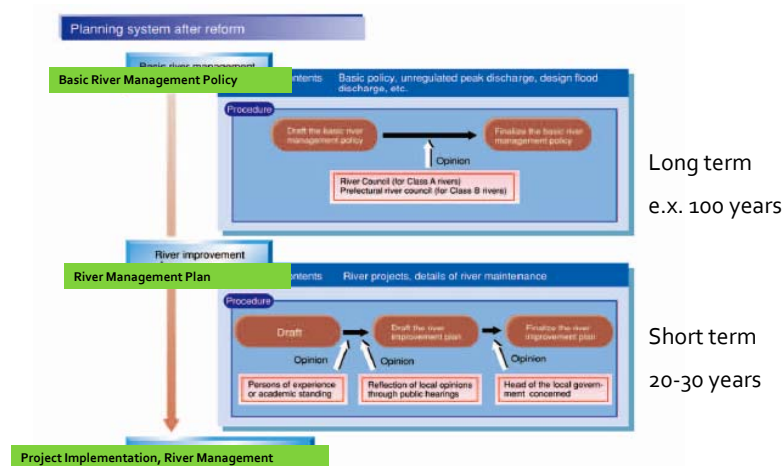 Planning system after reform
Basic river management
Basic River Management Policy
ontents Basic policy, unregulated peak discharge, design flood
discharge, etc.
Procedure
Draft the basic river
management policy
Finalize the basic river
management policy
Opinion
River Council (for Class A rivers)
Prefectural river council (for Class B rivers)
Long term
e.x. 100 years
River improvement
River Management Plan
ontents River projects, details of river maintenance
Procedure
Draft
Draft the river
improvement plan
Finalize the river
improvement plan
Opinion
Opinion
Opinion
Persons of experience
or academic standing
Reflection of local opinions
through public hearings
Head of the local govern-
ment concerned
Short term
20-30 years
Project Implementation, River Management